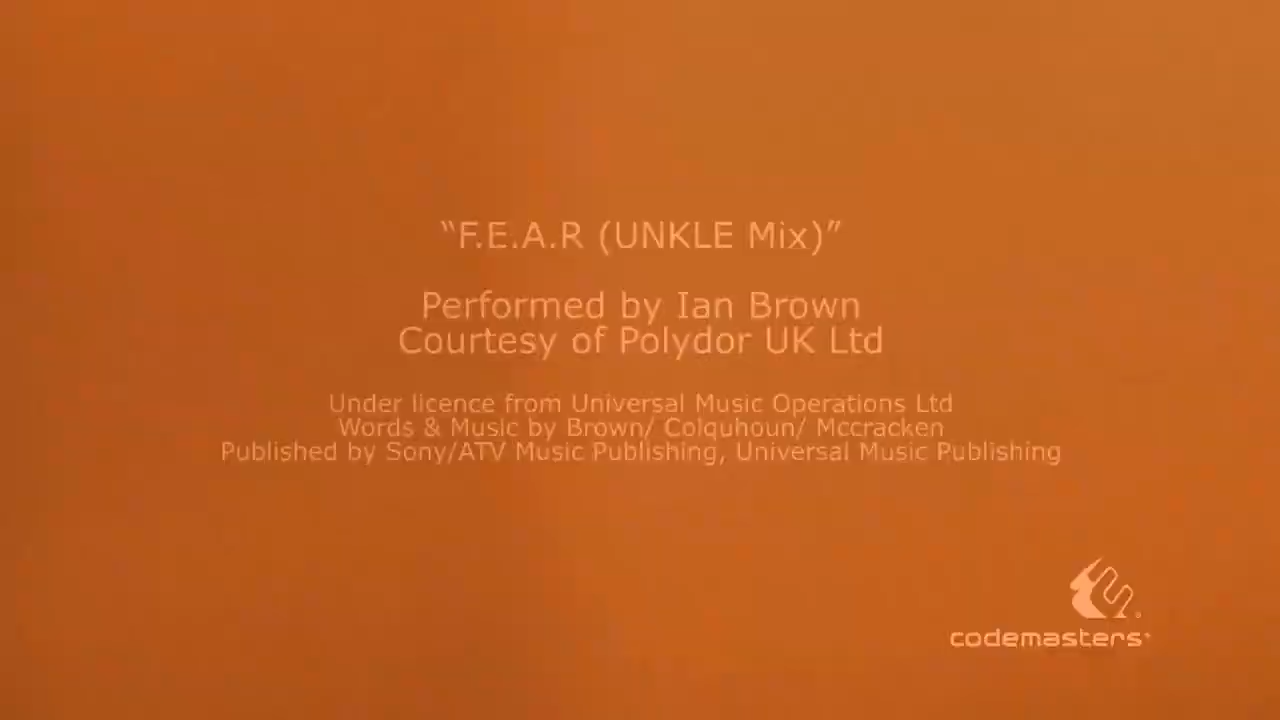 “F.E.A.R (UNKLE Mix)”
Performed by Ian Brown
Courtesy of Polydor UK Ltd
Under licence from Universal Music Operations Ltd
Words & Music by Brown/ Colquhoun/ Mccracken
Published by Sony/ATV Music Publishing, Universal Music Publishing
codemasters